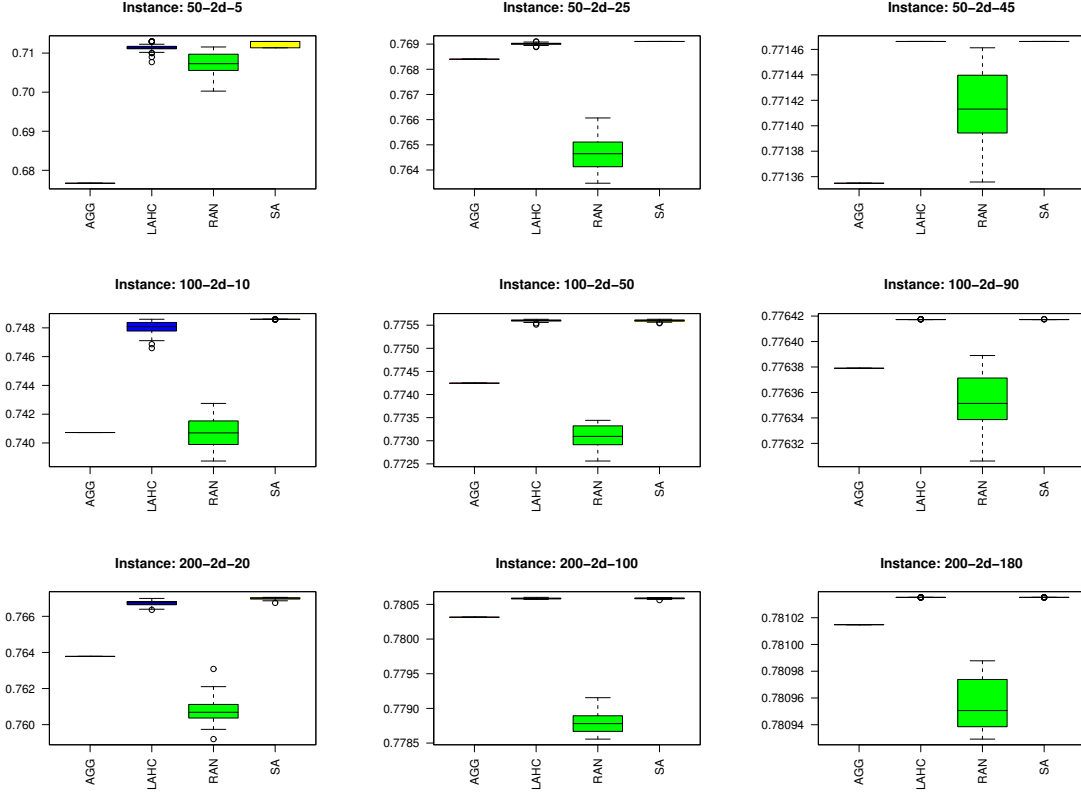 Instance: 50−2d−5
0.71
0.70
0.69
0.68
AGG
LAHC
RAN
SA
Instance: 50−2d−25
0.769
0.768
0.767
0.766
0.765
0.764
AGG
LAHC
RAN
SA
Instance: 50−2d−45
0.77146
0.77144
0.77142
0.77140
0.77138
0.77136
AGG
LAHC
RAN
SA
Instance: 100−2d−10
0.748
0.746
0.744
0.742
0.740
AGG
LAHC
RAN
SA
Instance: 100−2d−50
0.7755
0.7750
0.7745
0.7740
0.7735
0.7730
0.7725
AGG
LAHC
RAN
SA
Instance: 100−2d−90
0.77642
0.77640
0.77638
0.77636
0.77634
0.77632
AGG
LAHC
RAN
SA
Instance: 200−2d−20
0.766
0.764
0.762
0.760
AGG
LAHC
RAN
SA
Instance: 200−2d−100
0.7805
0.7800
0.7795
0.7790
0.7785
AGG
LAHC
RAN
SA
Instance: 200−2d−180
0.78102
0.78100
0.78098
0.78096
0.78094
AGG
LAHC
RAN
SA